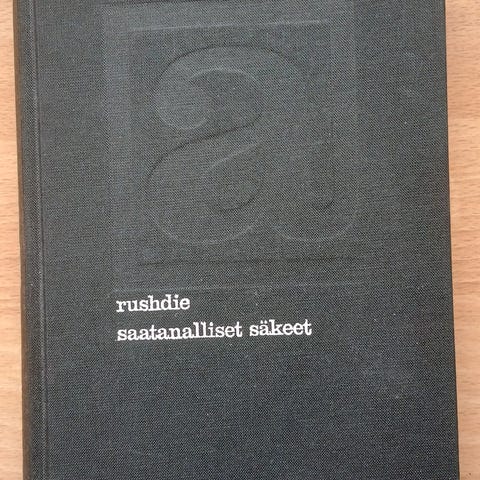 a
rushdie
saatanalliset säkeet